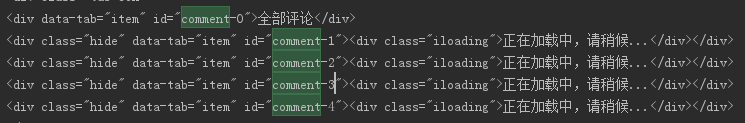 <div data-tab="item" id="comment-0">全部评论</div>
<div class="hide" data-tab="item" id="comment-1"><div class="iloading">正在加载中，请稍候...</div></div>
<div class="hide" data-tab="item" id="comment-2"><div class="iloading">正在加载中，请稍候...</div></div>
<div class="hide" data-tab="item" id="comment-3"><div class="iloading">正在加载中，请稍候...</div></div>
<div class="hide" data-tab="item" id="comment-4"><div class="iloading">正在加载中，请稍候...</div></div>